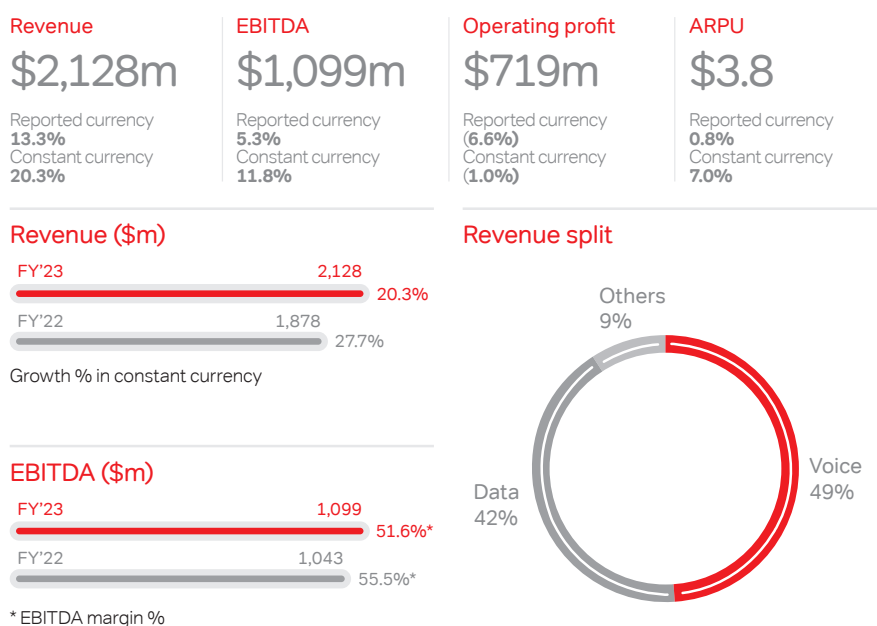 Revenue
$2,128m
Reported currency
13.3%
Constant currency
20.3%
EBITDA
$1,099m
Reported currency
5.3%
Constant currency
11.8%
Operating profit
$719m
Reported currency
(6.6%)
Constant currency
(1.0%)
ARPU
$3.8
Reported currency
0.8%
Constant currency
7.0%
Revenue ($m)
FY'23 2,128
20.3%
FY'22 1,878
27.7%
Growth % in constant currency
EBITDA ($m)
FY'23 1,099
51.6%*
FY'22 1,043
55.5%*
* EBITDA margin %
Revenue split
Others
9%
Voice
49%
Data
42%